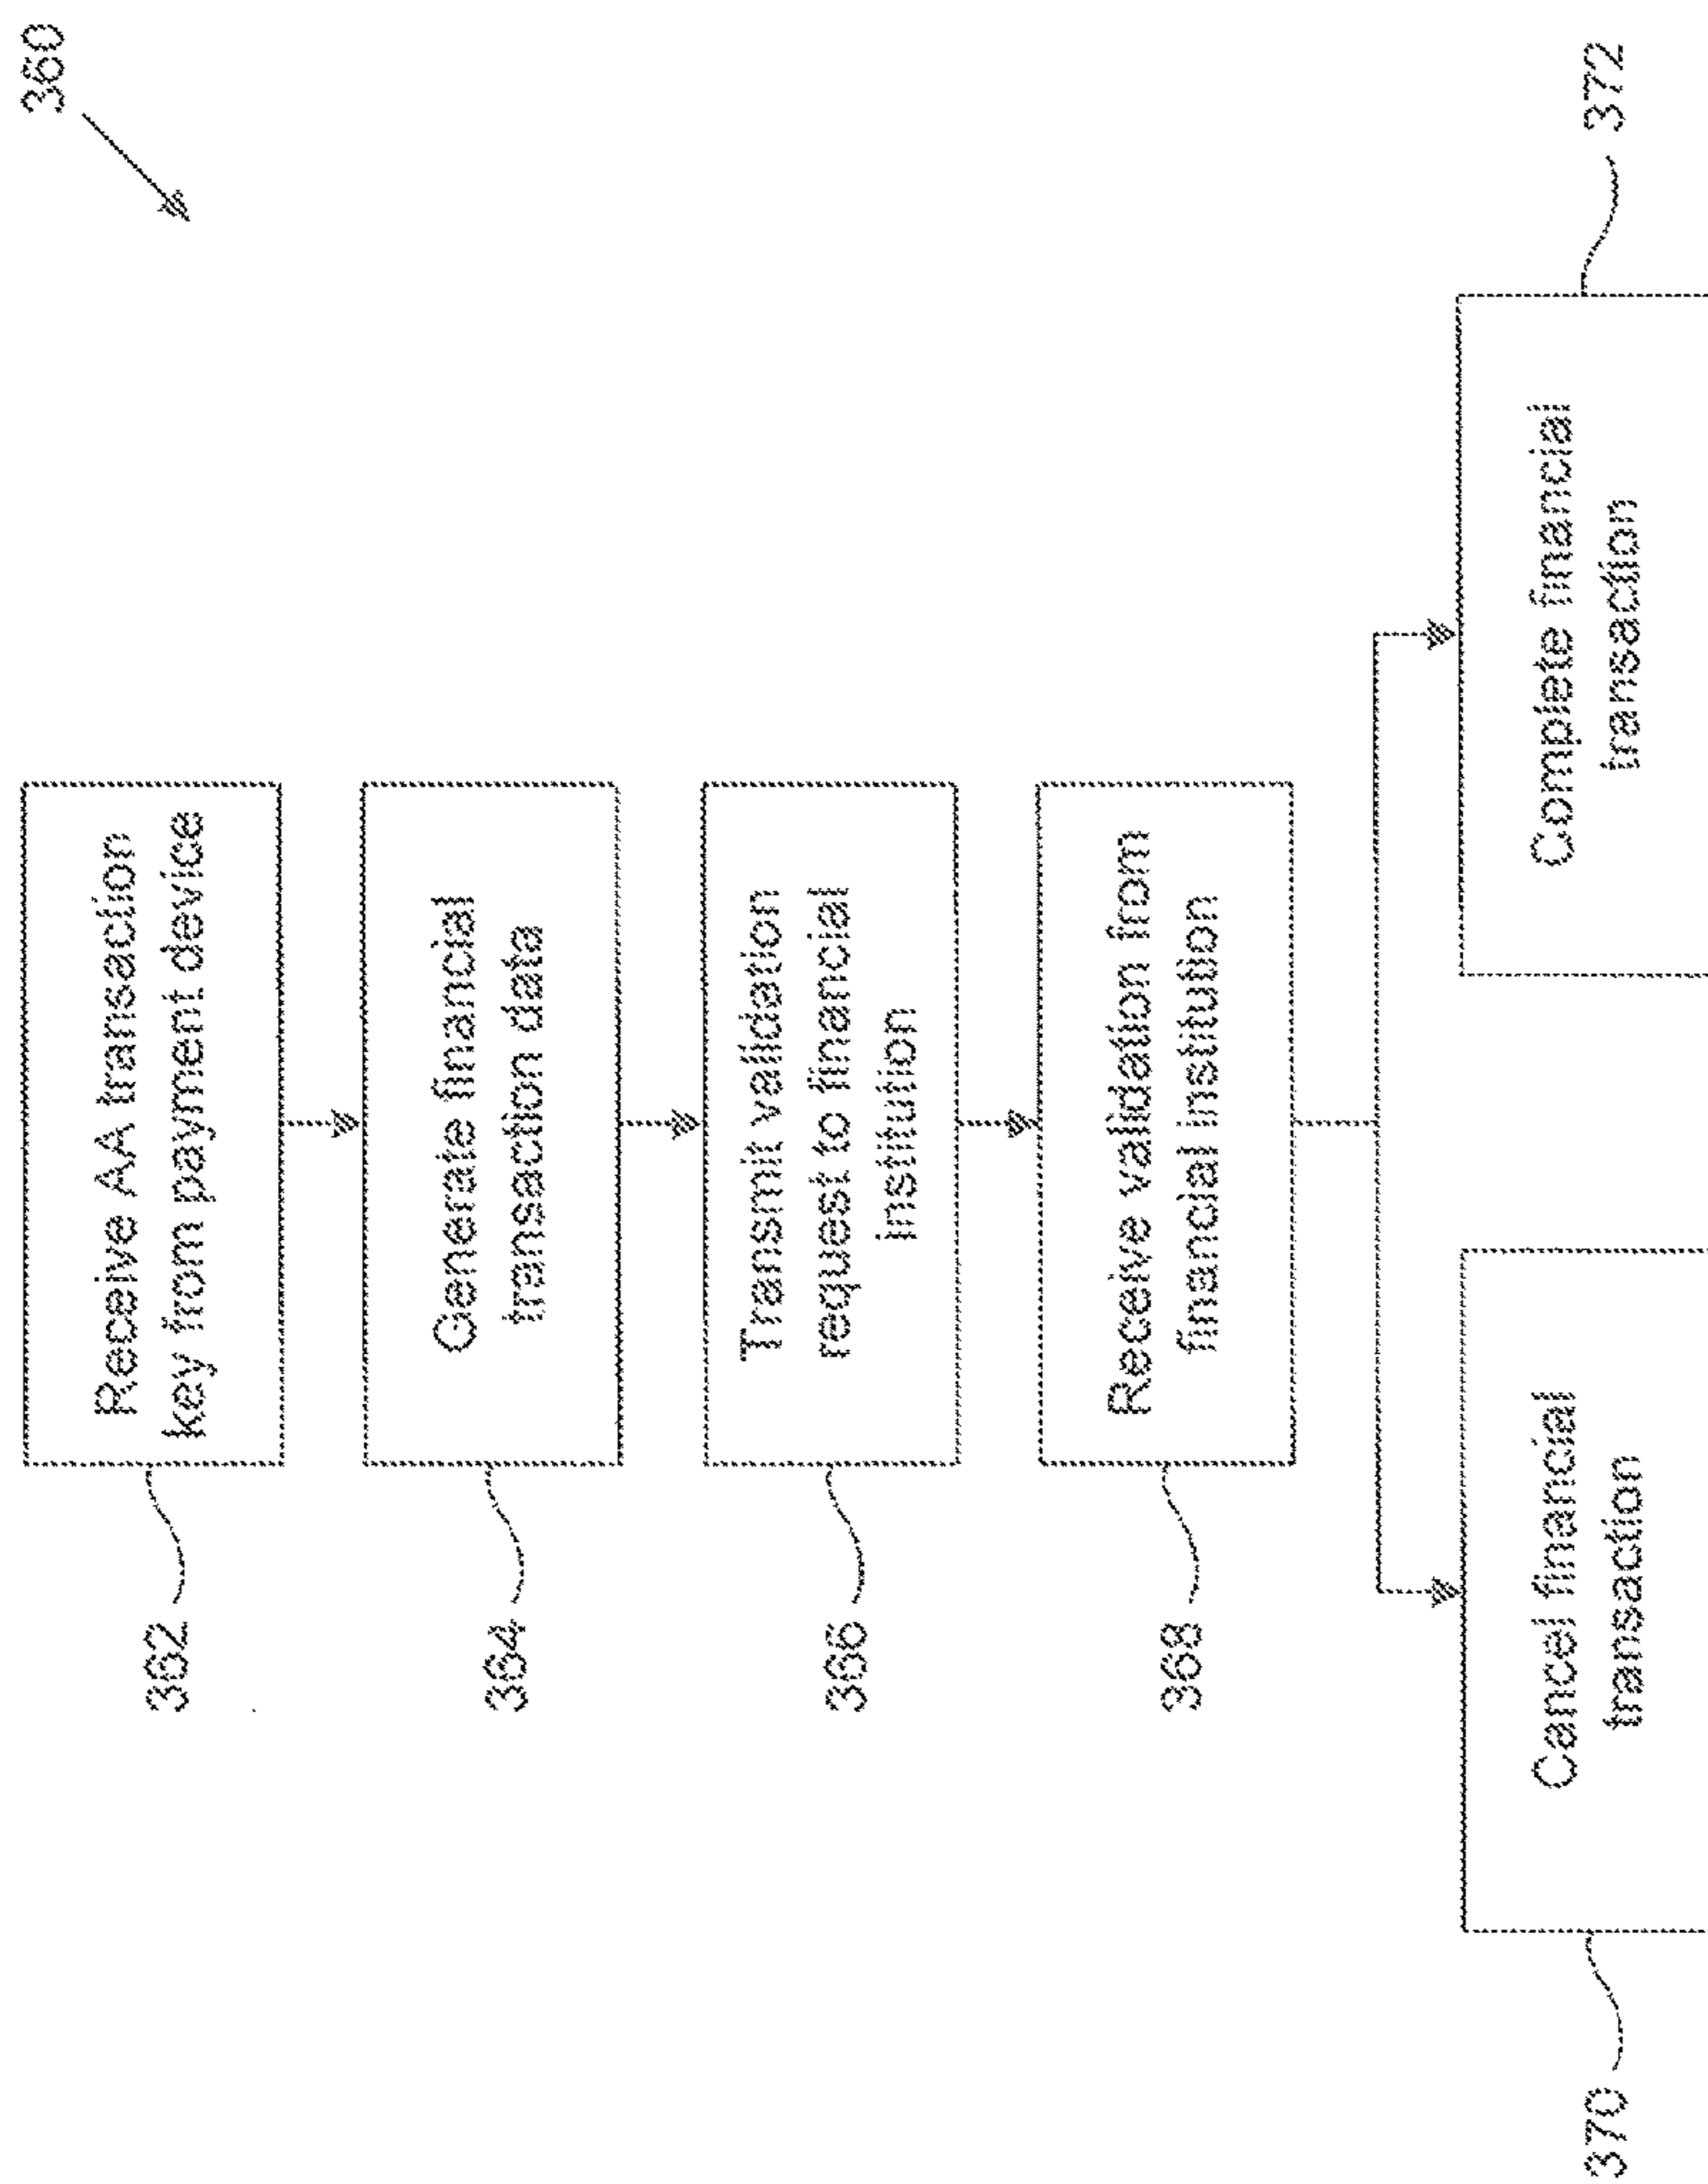 360
362
Receive AA transaction
key from payment device
364
Generate financial
transaction data
366
Transmit validation
request to financial
institution
368
Receive validation from
financial institution
370
Cancel financial
transaction
Complete financial
transaction
372